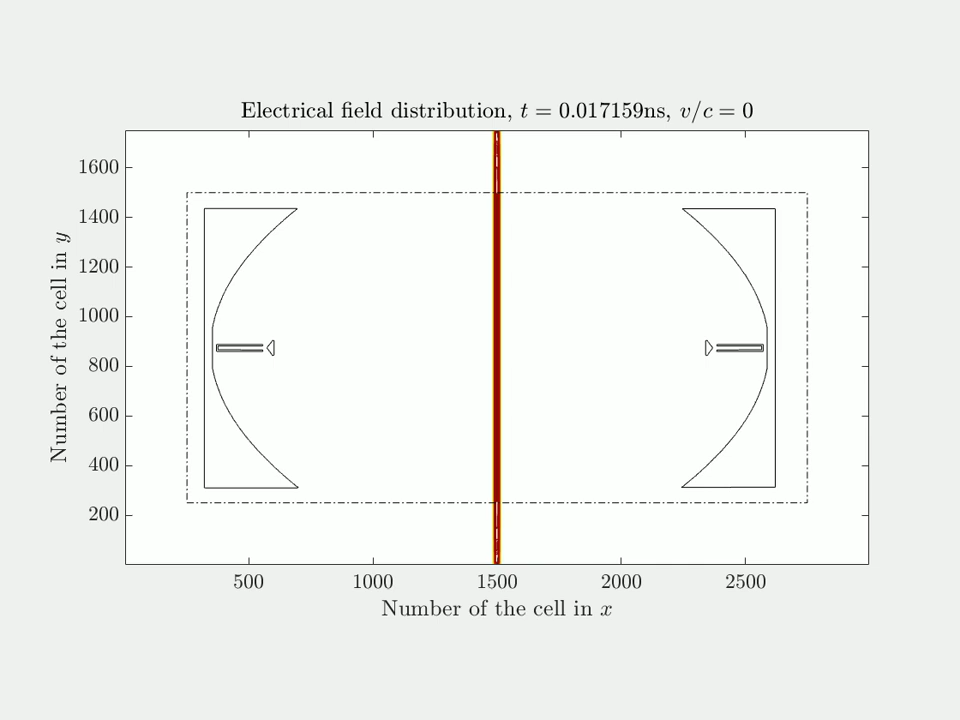 Electrical field distribution, t = 0.017159ns, v/c = 0
1600
1400
1200
1000
800
600
400
200
Number of the cell in y
500 1000 1500 2000 2500
Number of the cell in x